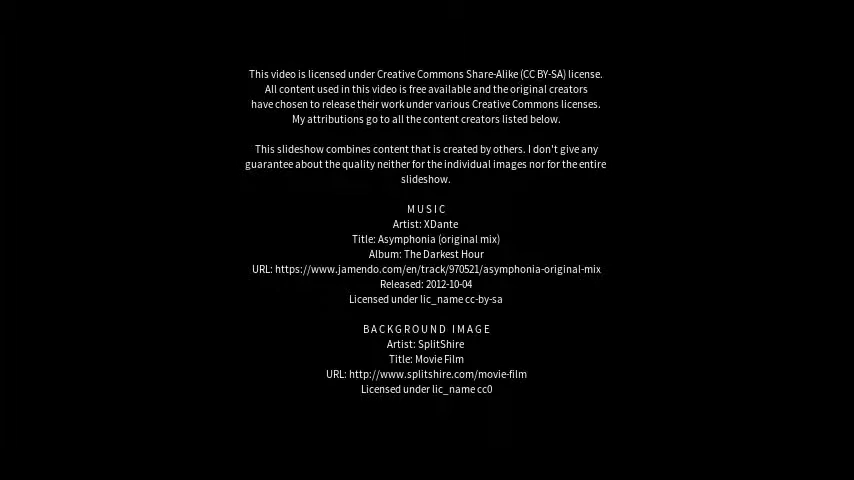 This video is licensed under Creative Commons Share-Alike (CC BY-SA) license.
All content used in this video is free available and the original creators
have chosen to release their work under various Creative Commons licenses.
My attributions go to all the content creators listed below.
This slideshow combines content that is created by others. I don't give any
guarantee about the quality neither for the individual images nor for the entire
slideshow.
MUSIC
Artist: XDante
Title: Asymphonia (original mix)
Album: The Darkest Hour
URL: https://www.jamendo.com/en/track/970521/asymphonia-original-mix
Released: 2012-10-04
Licensed under lic_name cc-by-sa
BACKGROUND IMAGE
Artist: SplitShire
Title: Movie Film
URL: http://www.splitshire.com/movie-film
Licensed under lic_name cc0